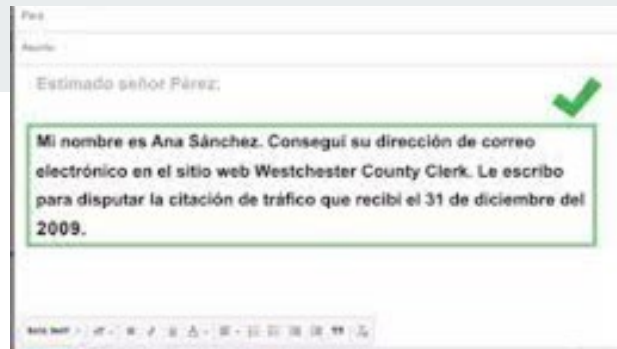 Para
Asunto
Estimado señor Pérez:
Mi nombre es Ana Sánchez. Conseguí su dirección de correo
electrónico en el sitio web Westchester County Clerk. Le escribo
para disputar la citación de tráfico que recibí el 31 de diciembre del
2009.
Sans Serif